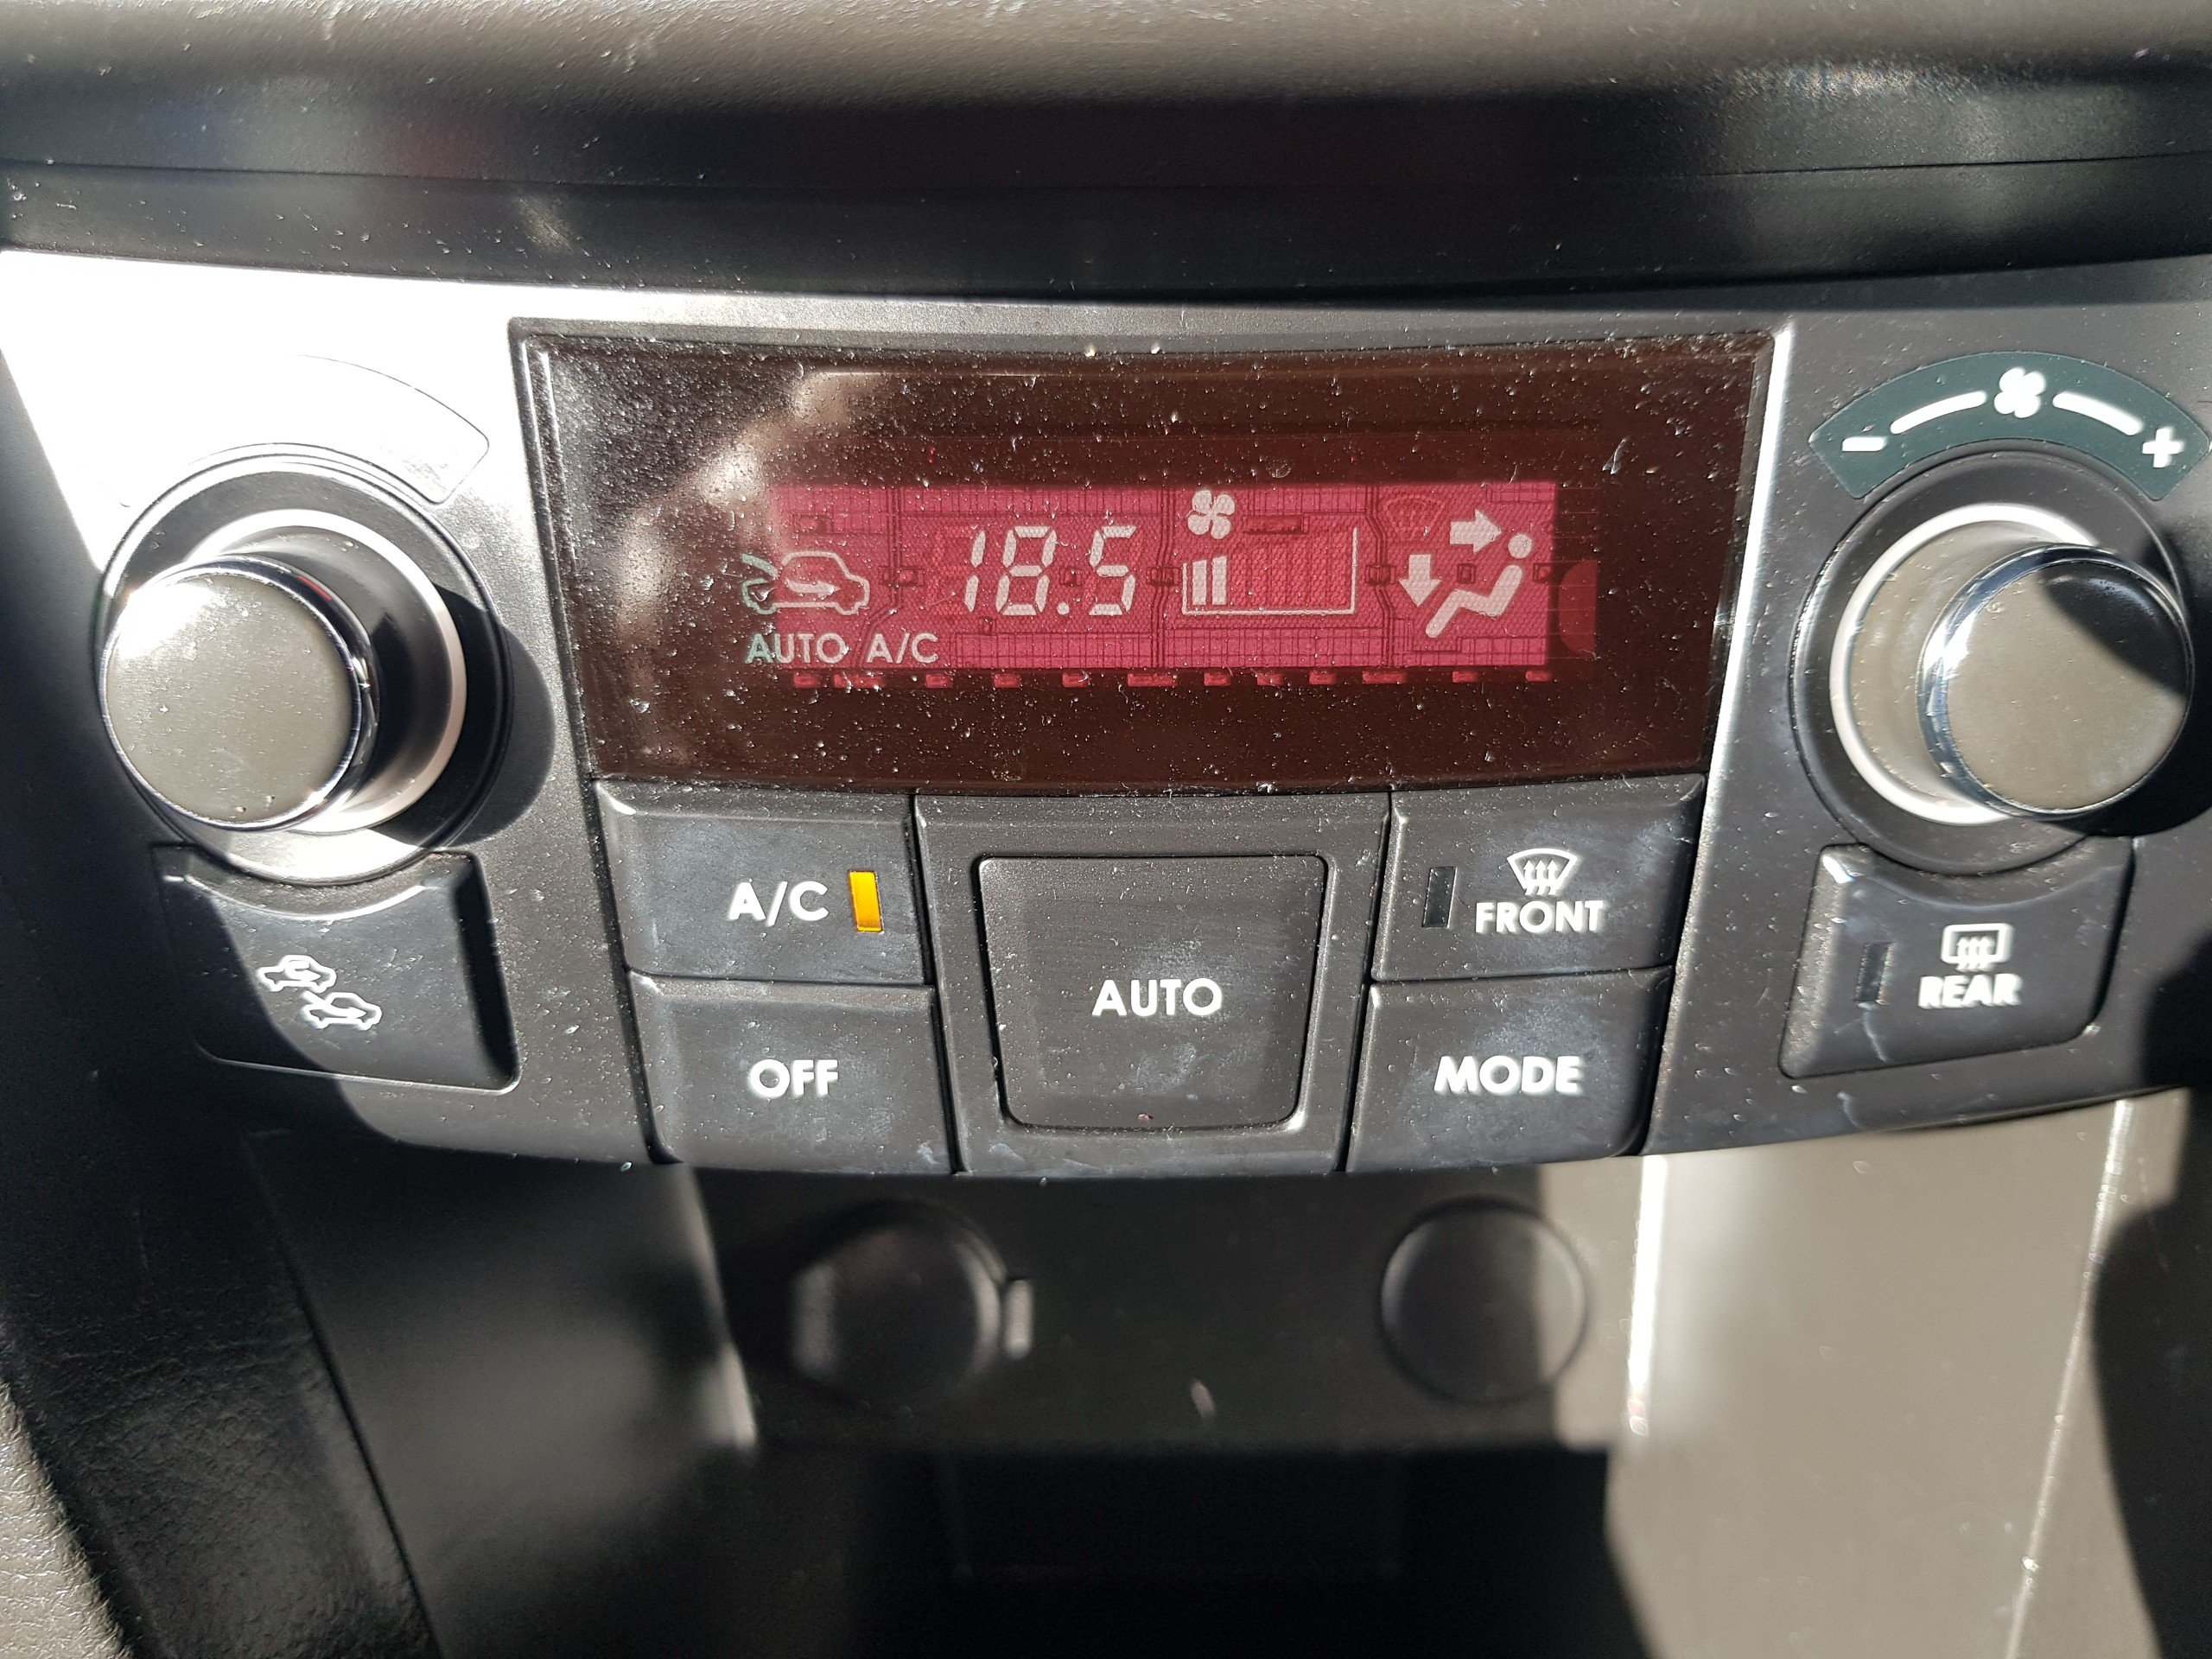 18.5
AUTO A/C
- +
A/C
AUTO
FRONT
OFF
MODE
REAR